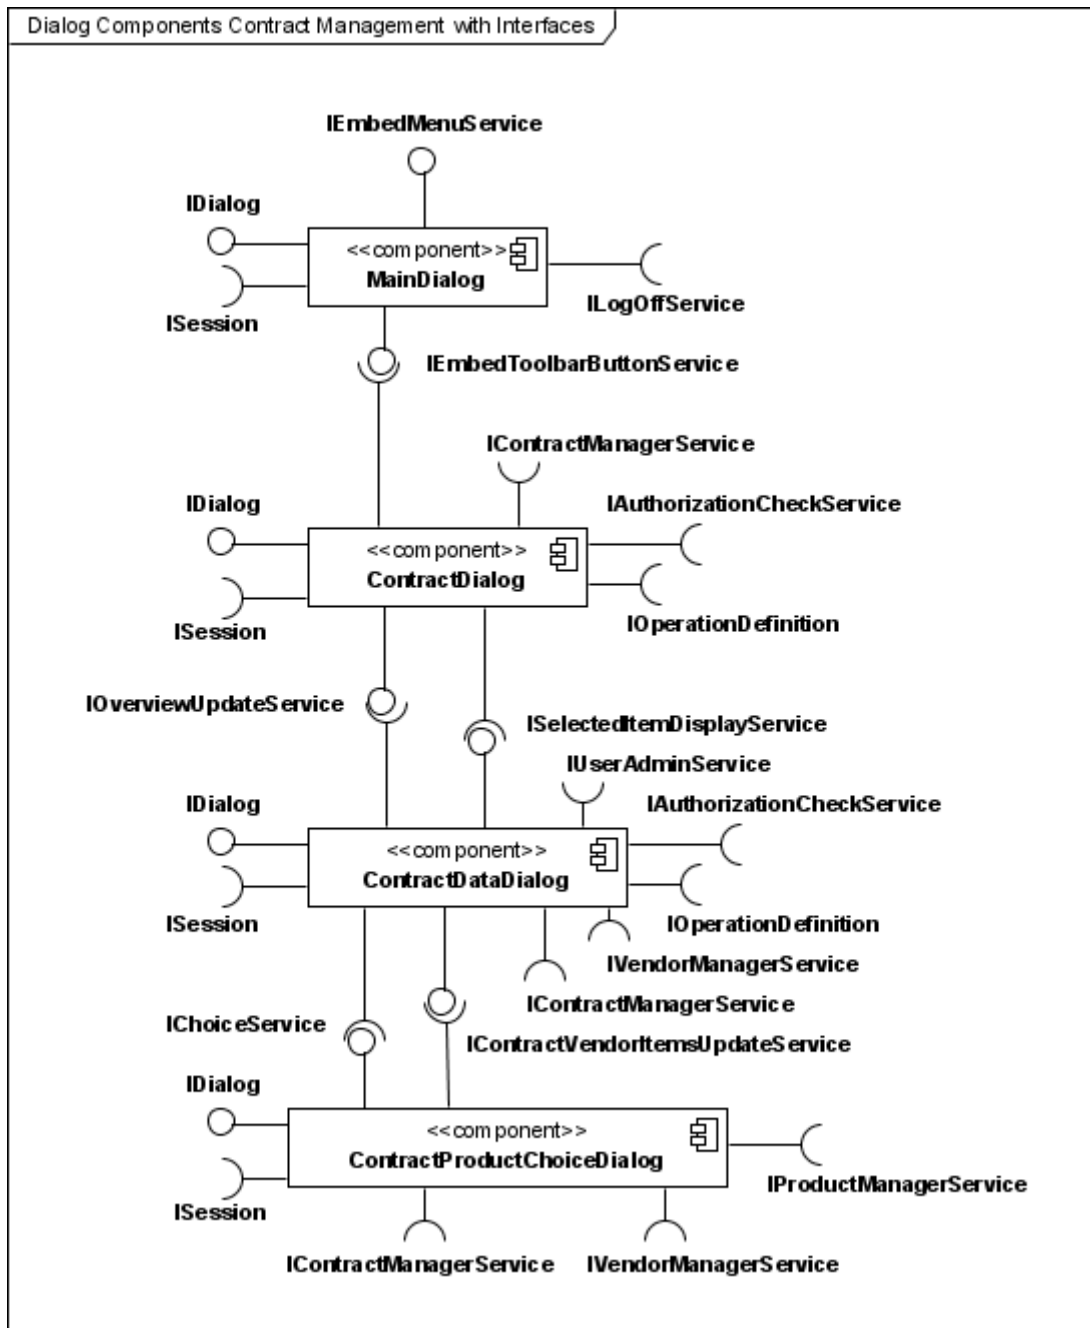 Dialog Components Contract Management with Interfaces
IEmbedMenuService
IDialog
<<component>>
MainDialog
ISession
ILogOffService
IEmbedToolbarButtonService
IContractManagerService
IDialog
IAuthorizationCheckService
<<component>>
ContractDialog
ISession
IOperationDefinition
IOverviewUpdateService
ISelectedItemDisplayService
IUserAdminService
IDialog
IAuthorizationCheckService
<<component>>
ContractDataDialog
ISession
IOperationDefinition
IVendorManagerService
IContractManagerService
IChoiceService
IContractVendorItemsUpdateService
IDialog
<<component>>
ContractProductChoiceDialog
IProductManagerService
ISession
IContractManagerService
IVendorManagerService